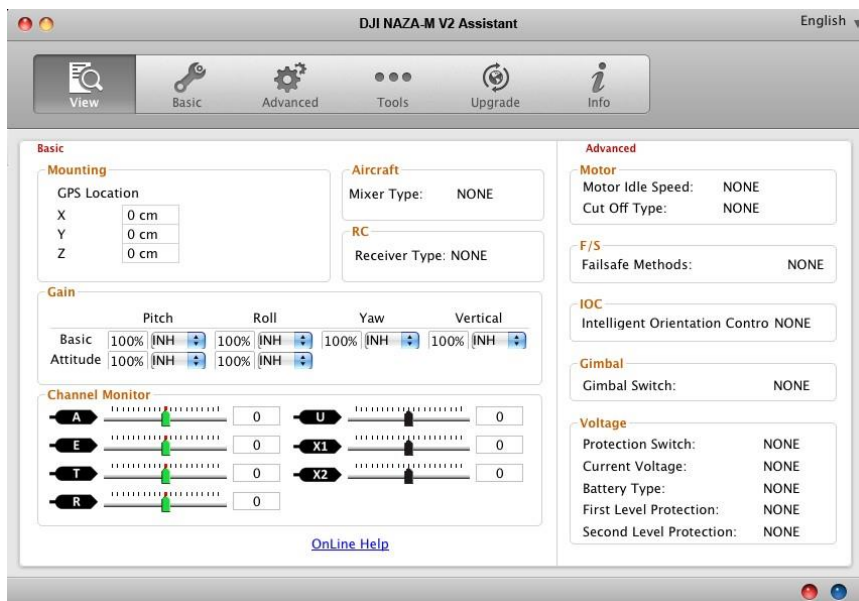 DJI NAZA-M V2 Assistant
English
View
Basic
Advanced
Tools
Upgrade
Info
Basic
Mounting
GPS Location
X 0 cm
Y 0 cm
Z 0 cm
Aircraft
Mixer Type: NONE
RC
Receiver Type: NONE
Gain
Pitch Roll Yaw Vertical
Basic 100% INH 100% INH 100% INH 100% INH
Attitude 100% INH 100% INH
Channel Monitor
A 0 U 0
E 0 X1 0
T 0 X2 0
R 0
OnLine Help
Advanced
Motor
Motor Idle Speed: NONE
Cut Off Type: NONE
F/S
Failsafe Methods: NONE
IOC
Intelligent Orientation Contro NONE
Gimbal
Gimbal Switch: NONE
Voltage
Protection Switch: NONE
Current Voltage: NONE
Battery Type: NONE
First Level Protection: NONE
Second Level Protection: NONE